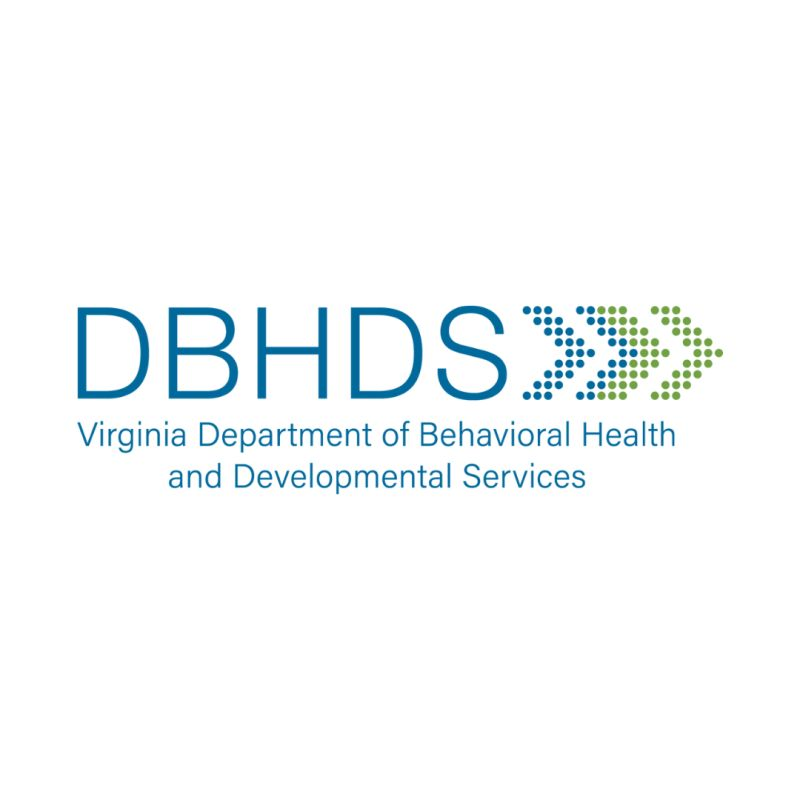 DBHDS
Virginia Department of Behavioral Health
and Developmental Services